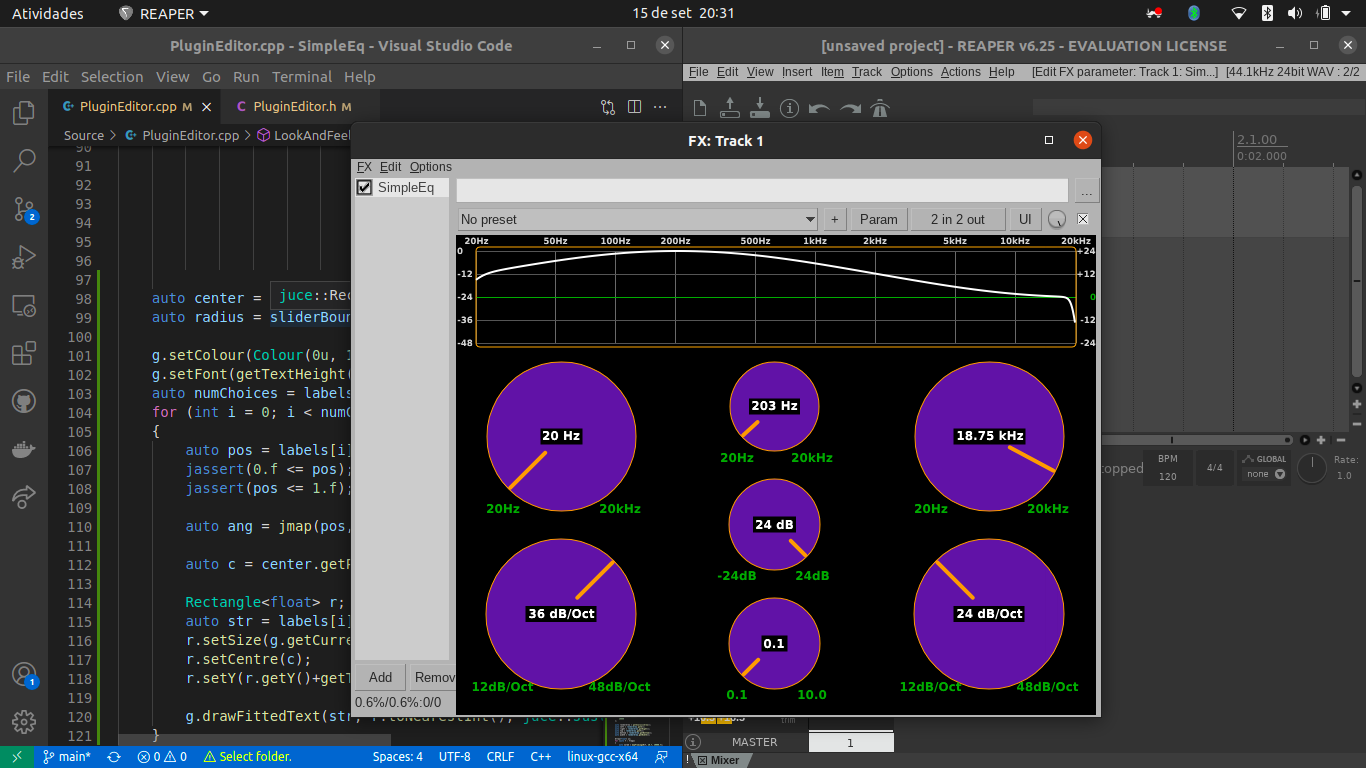 Atividades
REAPER
15 de set 20:31
PluginEditor.cpp - SimpleEq - Visual Studio Code
File Edit Selection View Go Run Terminal Help
PluginEditor.cpp M
PluginEditor.h M
Source > PluginEditor.cpp > LookAndFeel
90
91
92
93
94
95
96
97
98 auto center =
juce::Rec
99 auto radius = sliderBoun
100
101 g.setColour(Colour(0u, 1
102 g.setFont(getTextHeight(
103 auto numChoices = labels
104 for (int i = 0; i < numC
105 {
106 auto pos = labels[i]
107 jassert(0.f <= pos);
108 jassert(pos <= 1.f);
109
110 auto ang = jmap(pos,
111
112 auto c = center.getP
113
114 Rectangle<float> r;
115 auto str = labels[i]
116 r.setSize(g.getCurre
117 r.setCentre(c);
118 r.setY(r.getY()+getT
119
120 g.drawFittedText(str, r.toNearestInt(), juce::Just
121 }
2
1
main*
0 0
Select folder.
Spaces: 4
UTF-8
CRLF
C++
linux-gcc-x64
[unsaved project] - REAPER v6.25 - EVALUATION LICENSE
File Edit View Insert Item Track Options Actions Help [Edit FX parameter: Track 1: Sim...] [44.1kHz 24bit WAV : 2/2
2.1.00
0:02.000
topped
BPM
120
4/4
GLOBAL
none
Rate:
1.0
trim
MASTER
1
! Mixer
FX: Track 1
FX Edit Options
SimpleEq
...
No preset
+
Param
2 in 2 out
UI
20Hz 50Hz 100Hz 200Hz 500Hz 1kHz 2kHz 5kHz 10kHz 20kHz
0 +24
-12 +12
-24 0
-36 -12
-48 -24
20 Hz
20Hz 20kHz
203 Hz
20Hz 20kHz
18.75 kHz
20Hz 20kHz
24 dB
-24dB 24dB
36 dB/Oct
12dB/Oct 48dB/Oct
0.1
0.1 10.0
24 dB/Oct
12dB/Oct 48dB/Oct
Add
Remov
0.6%/0.6%:0/0